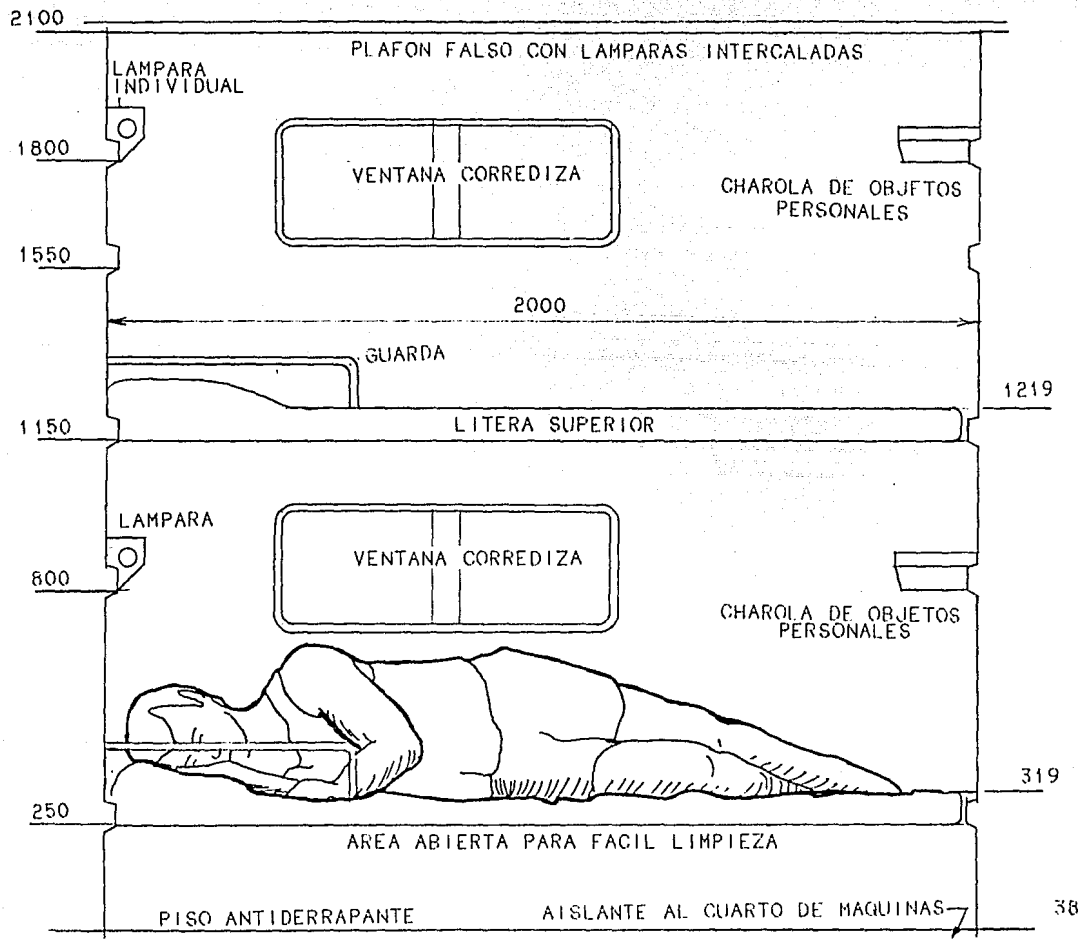 2100
PLAFON FALSO CON LAMPARAS INTERCALADAS
LAMPARA
INDIVIDUAL
1800
VENTANA CORREDIZA
CHAROLA DE OBJETOS
PERSONALES
1550
2000
GUARDA
1219
1150
LITERA SUPERIOR
LAMPARA
VENTANA CORREDIZA
800
CHAROLA DE OBJETOS
PERSONALES
319
250
AREA ABIERTA PARA FACIL LIMPIEZA
PISO ANTIDERRAPANTE
AISLANTE AL CUARTO DE MAQUINAS
38